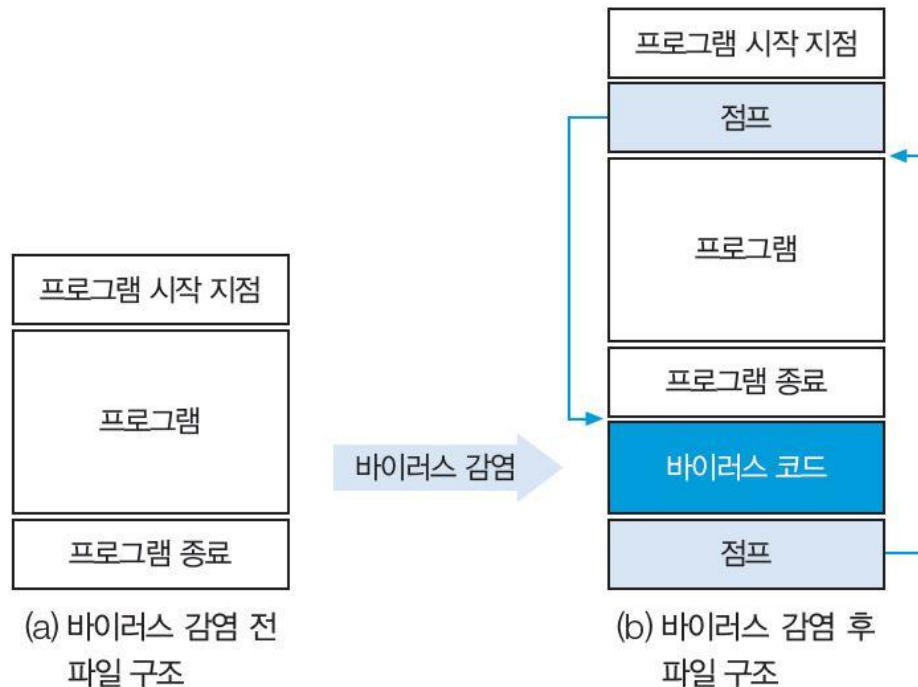 프로그램 시작 지점
프로그램
프로그램 종료
(a) 바이러스 감염 전
파일 구조
바이러스 감염
프로그램 시작 지점
점프
프로그램
프로그램 종료
바이러스 코드
점프
(b) 바이러스 감염 후
파일 구조